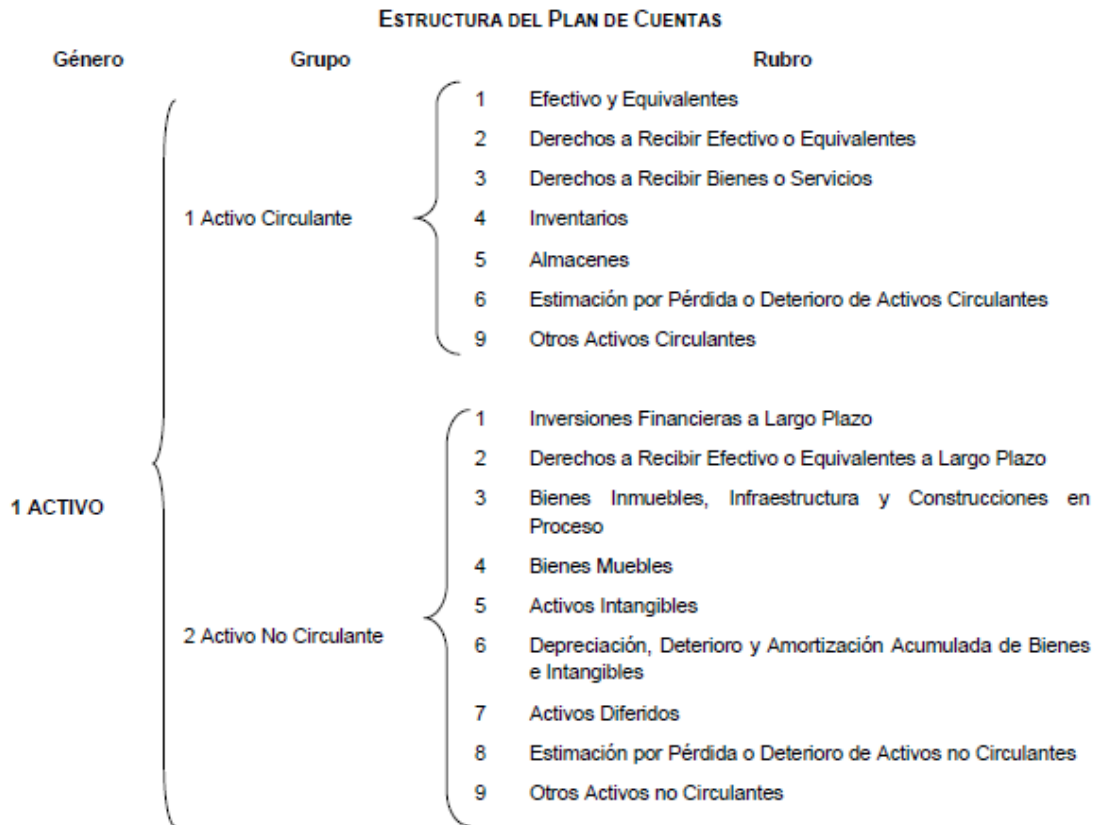 ESTRUCTURA DEL PLAN DE CUENTAS
Género Grupo Rubro
1 Efectivo y Equivalentes
2 Derechos a Recibir Efectivo o Equivalentes
3 Derechos a Recibir Bienes o Servicios
1 Activo Circulante 4 Inventarios
5 Almacenes
6 Estimación por Pérdida o Deterioro de Activos Circulantes
9 Otros Activos Circulantes
1 Inversiones Financieras a Largo Plazo
2 Derechos a Recibir Efectivo o Equivalentes a Largo Plazo
1 ACTIVO 3 Bienes Inmuebles, Infraestructura y Construcciones en
Proceso
4 Bienes Muebles
5 Activos Intangibles
2 Activo No Circulante 6 Depreciación, Deterioro y Amortización Acumulada de Bienes
e Intangibles
7 Activos Diferidos
8 Estimación por Pérdida o Deterioro de Activos no Circulantes
9 Otros Activos no Circulantes